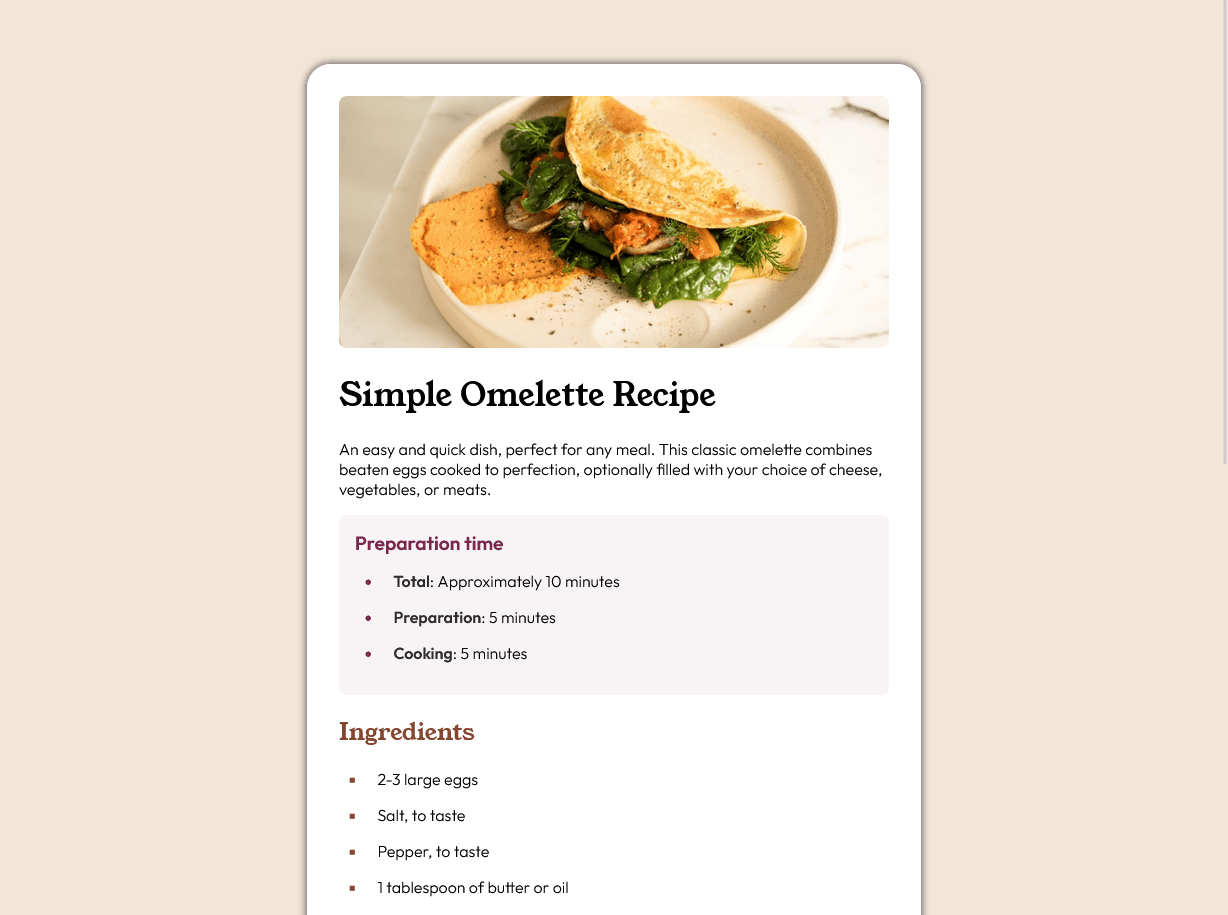 Simple Omelette Recipe
An easy and quick dish, perfect for any meal. This classic omelette combines
beaten eggs cooked to perfection, optionally filled with your choice of cheese,
vegetables, or meats.
Preparation time
• Total: Approximately 10 minutes
• Preparation: 5 minutes
• Cooking: 5 minutes
Ingredients
▪ 2-3 large eggs
▪ Salt, to taste
▪ Pepper, to taste
▪ 1 tablespoon of butter or oil